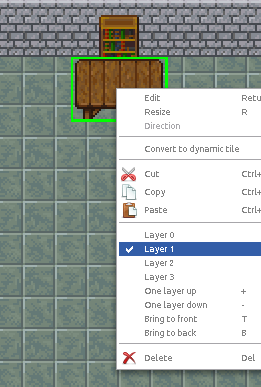 Edit Retu
Resize R
Direction
Convert to dynamic tile
Cut Ctrl+
Copy Ctrl+
Paste Ctrl+
Layer 0
Layer 1
Layer 2
Layer 3
One layer up +
One layer down -
Bring to front T
Bring to back B
Delete Del